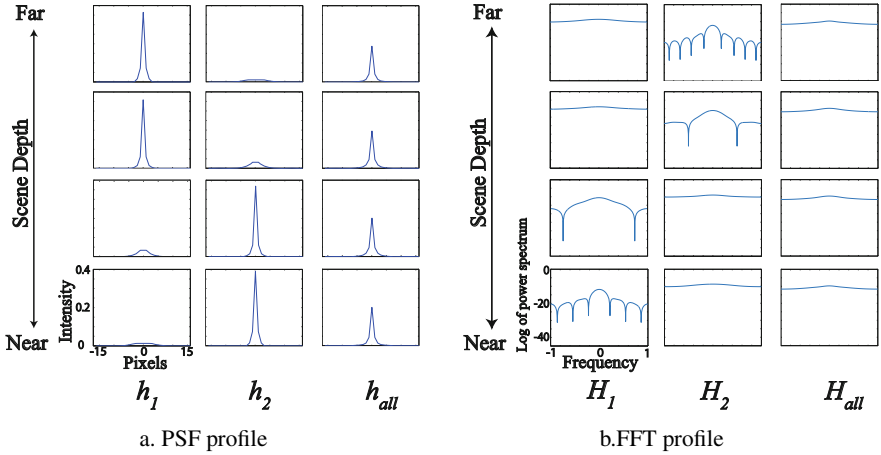 Far
Scene Depth
Near
Intensity
0.4
0.2
0
-15
0
15
Pixels
h1
h2
hall
a. PSF profile
Far
Scene Depth
Near
Log of power spectrum
0
-20
-40
-1
0
1
Frequency
H1
H2
Hall
b.FFT profile